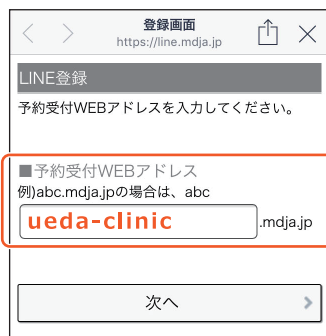 登録画面
https://line.mdja.jp
LINE登録
予約受付WEBアドレスを入力してください。
■予約受付WEBアドレス
例)abc.mdja.jpの場合は、abc
ueda-clinic .mdja.jp
次へ